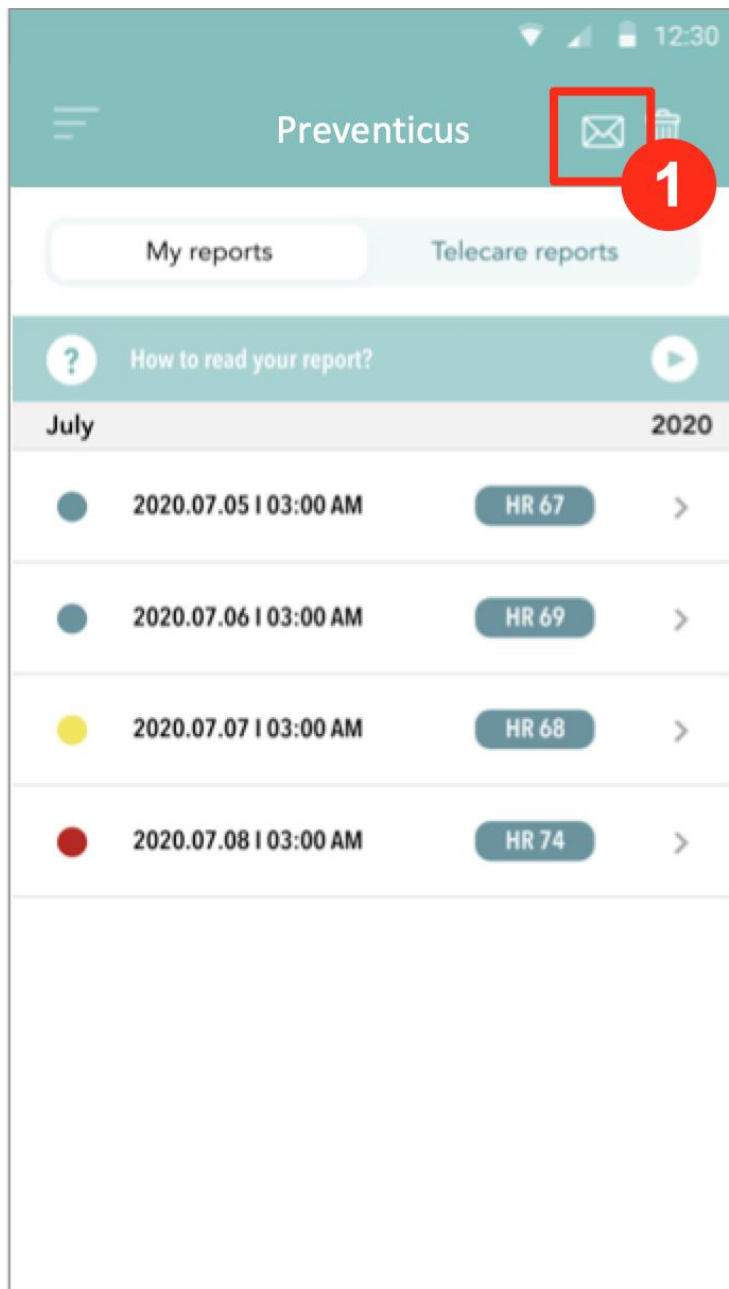 12:30
Preventicus
1
My reports Telecare reports
? How to read your report?
July 2020
2020.07.05 I 03:00 AM HR 67
2020.07.06 I 03:00 AM HR 69
2020.07.07 I 03:00 AM HR 68
2020.07.08 I 03:00 AM HR 74